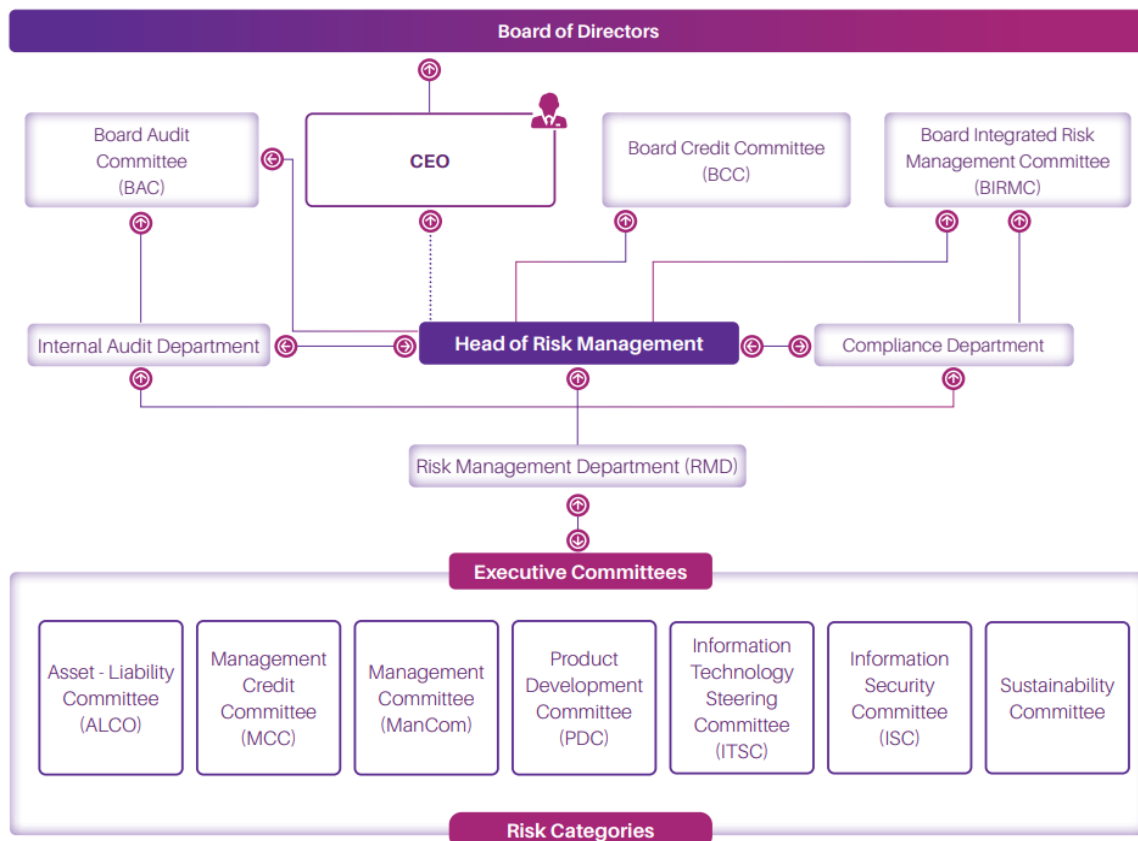 Board of Directors
Board Audit
Committee
(BAC)
CEO
Board Credit Committee
(BCC)
Board Integrated Risk
Management Committee
(BIRMC)
Internal Audit Department
Head of Risk Management
Compliance Department
Risk Management Department (RMD)
Executive Committees
Asset - Liability
Committee
(ALCO)
Management
Credit
Committee
(MCC)
Management
Committee
(ManCom)
Product
Development
Committee
(PDC)
Information
Technology
Steering
Committee
(ITSC)
Information
Security
Committee
(ISC)
Sustainability
Committee
Risk Categories